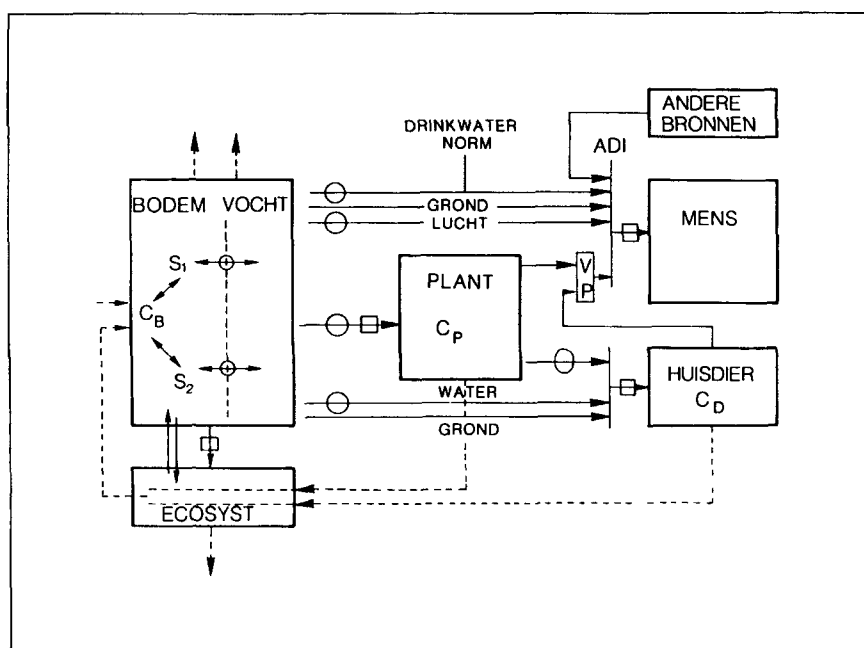 ANDERE
BRONNEN
DRINKWATER
NORM
ADI
BODEM VOCHT
GROND
LUCHT
MENS
S1
V
P
PLANT
CB
CP
S2
HUISDIER
CD
WATER
GROND
ECOSYST